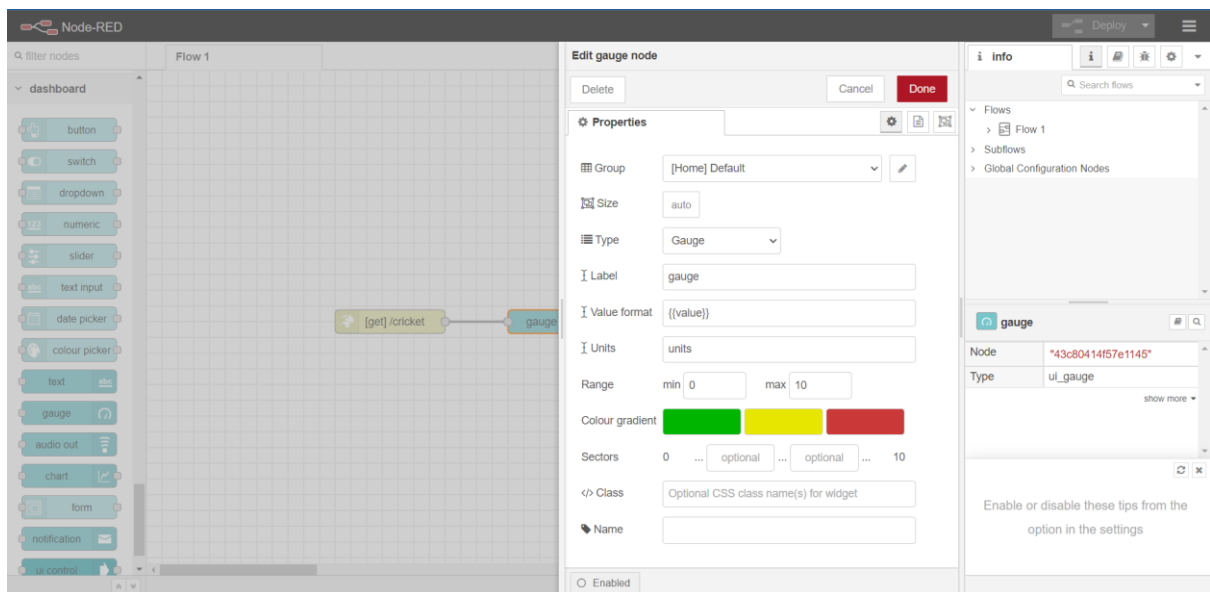 Node-RED
Deploy
filter nodes
Flow 1
dashboard
button
switch
dropdown
numeric
slider
text input
date picker
colour picker
text
gauge
audio out
chart
form
notification
ui control
[get] /cricket
gauge
Edit gauge node
Delete
Cancel
Done
Properties
Group
[Home] Default
Size
auto
Type
Gauge
Label
gauge
Value format
{{value}}
Units
units
Range
min 0
max 10
Colour gradient
Sectors
0 ... optional ... optional ... 10
</> Class
Optional CSS class name(s) for widget
Name
Enabled
i info
i
Search flows
Flows
Flow 1
Subflows
Global Configuration Nodes
gauge
Node "43c80414f57e1145"
Type ui_gauge
show more
Enable or disable these tips from the
option in the settings